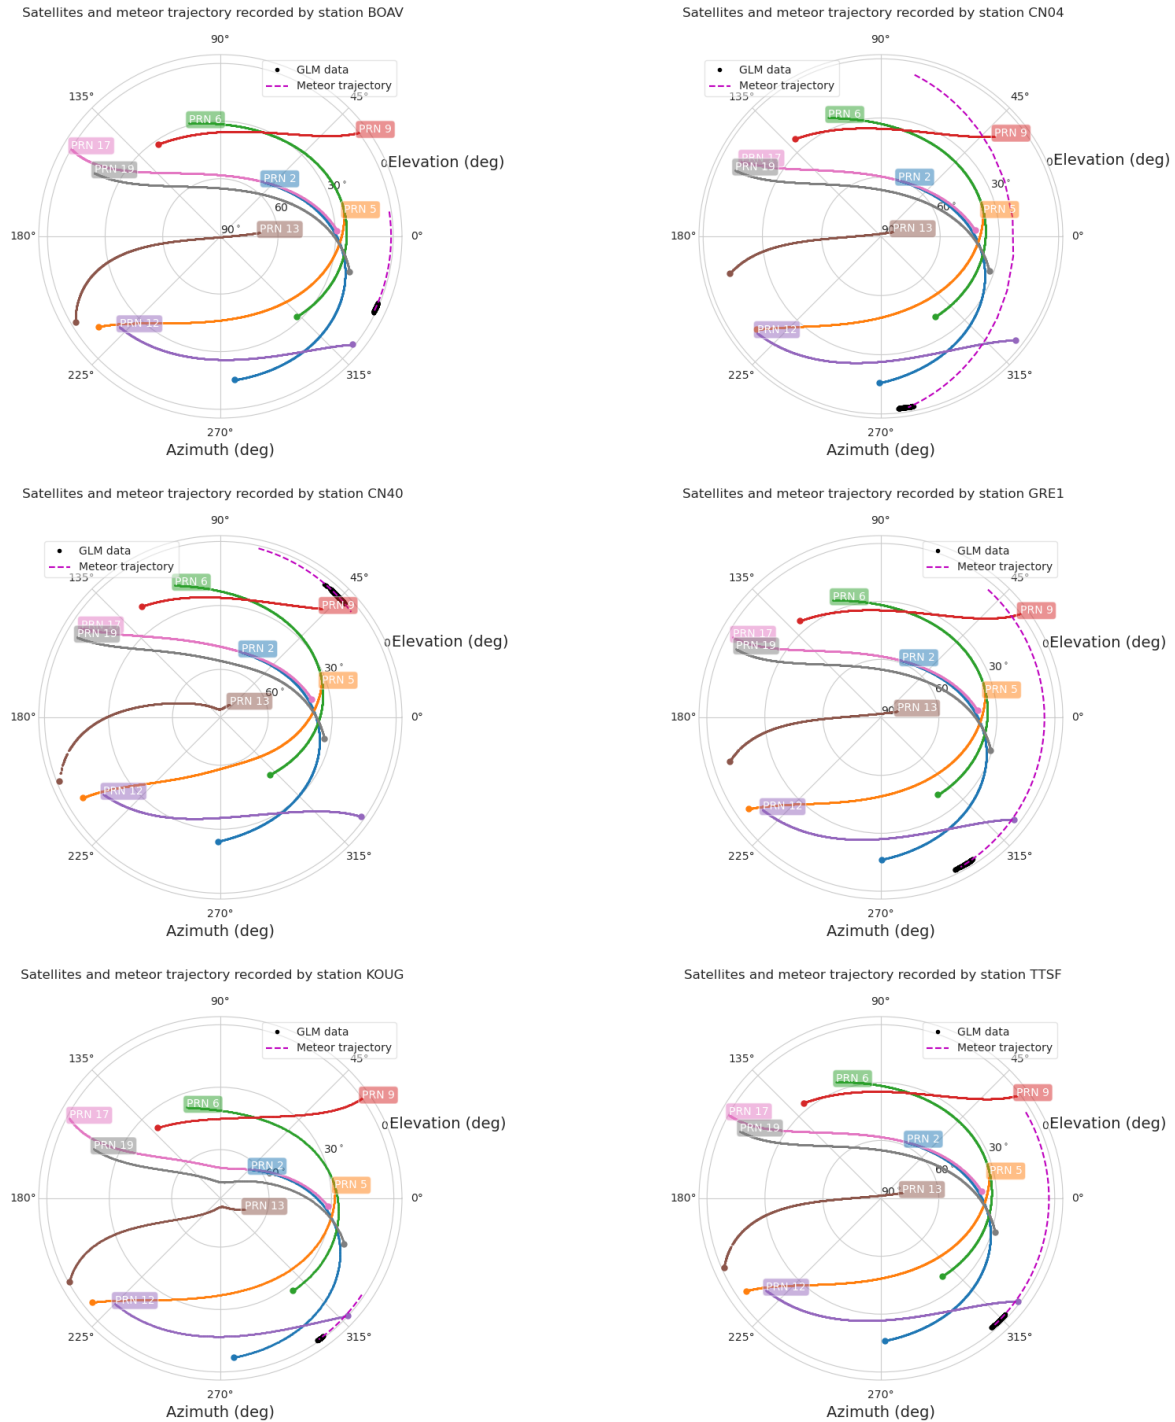 Satellites and meteor trajectory recorded by station BOAV
90°
GLM data
Meteor trajectory
135°
45°
PRN 6
PRN 9
PRN 17
PRN 19
0Elevation (deg)
PRN 2
30°
60
PRN 5
90°
PRN 13
180°
0°
PRN 12
225°
315°
270°
Azimuth (deg)
Satellites and meteor trajectory recorded by station CN04
90°
GLM data
Meteor trajectory
135°
45°
PRN 6
PRN 9
PRN 17
PRN 19
0Elevation (deg)
PRN 2
30°
60°
PRN 5
90
PRN 13
180°
0°
PRN 12
225°
315°
270°
Azimuth (deg)
Satellites and meteor trajectory recorded by station CN40
90°
GLM data
Meteor trajectory
135°
45°
PRN 6
PRN 9
PRN 17
PRN 19
0Elevation (deg)
PRN 2
30°
60°
PRN 5
PRN 13
180°
0°
PRN 12
225°
315°
270°
Azimuth (deg)
Satellites and meteor trajectory recorded by station GRE1
90°
GLM data
Meteor trajectory
135°
45°
PRN 6
PRN 9
PRN 17
PRN 19
0Elevation (deg)
PRN 2
30°
60°
PRN 5
90
PRN 13
180°
0°
PRN 12
225°
315°
270°
Azimuth (deg)
Satellites and meteor trajectory recorded by station KOUG
90°
GLM data
Meteor trajectory
135°
45°
PRN 9
PRN 6
PRN 17
0Elevation (deg)
PRN 19
30°
PRN 2
60°
PRN 5
PRN 13
180°
0°
PRN 12
225°
315°
270°
Azimuth (deg)
Satellites and meteor trajectory recorded by station TTSF
90°
GLM data
Meteor trajectory
135°
45°
PRN 6
PRN 9
PRN 17
0Elevation (deg)
PRN 19
PRN 2
30°
60°
PRN 5
90
PRN 13
180°
0°
PRN 12
225°
315°
270°
Azimuth (deg)